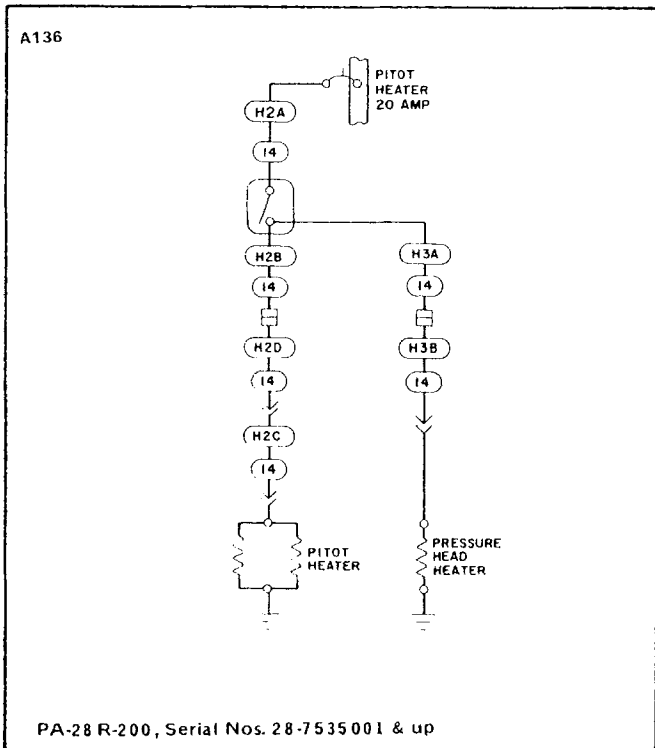 A136
PITOT
HEATER
20 AMP
H2A
14
H2B
14
H2D
14
H2C
14
PITOT
HEATER
H3A
14
H3B
14
PRESSURE
HEAD
HEATER
PA-28 R-200, Serial Nos. 28-7535001 & up